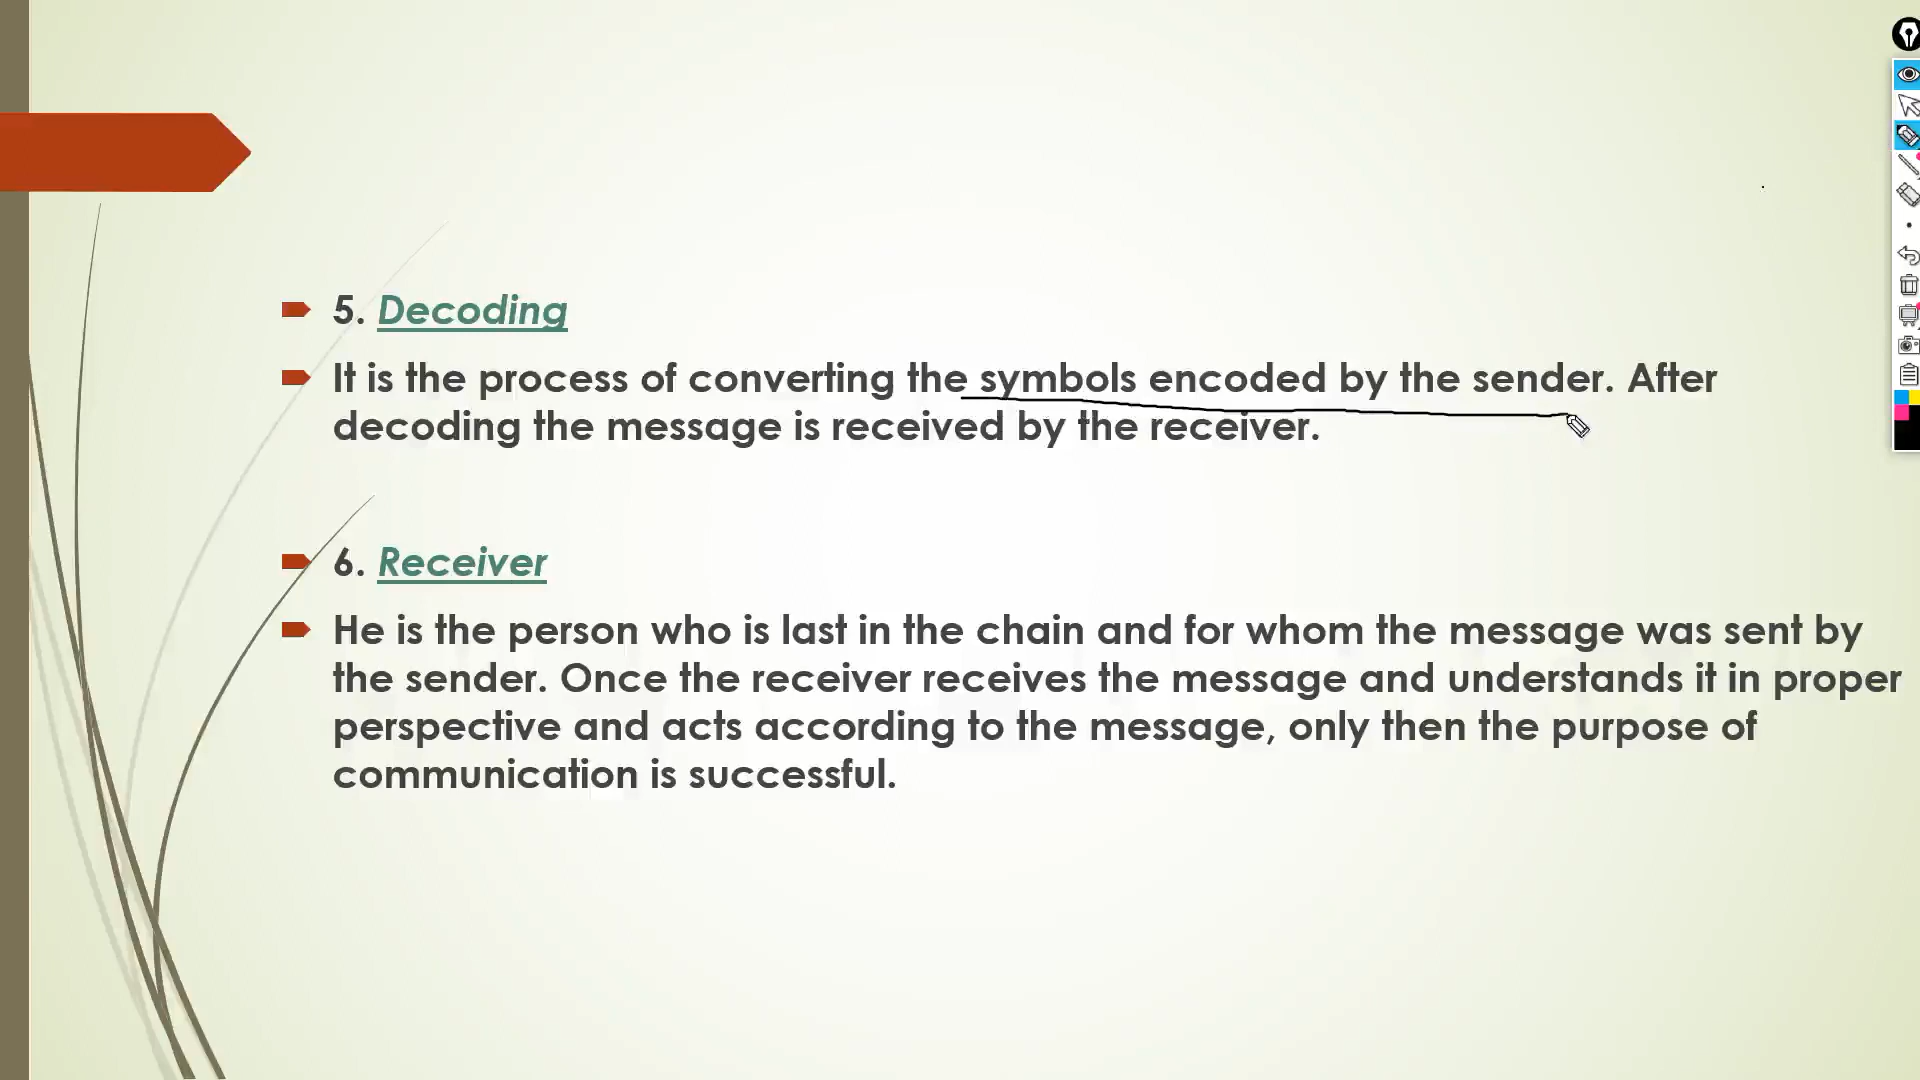 5. Decoding
It is the process of converting the symbols encoded by the sender. After
decoding the message is received by the receiver.
6. Receiver
He is the person who is last in the chain and for whom the message was sent by
the sender. Once the receiver receives the message and understands it in proper
perspective and acts according to the message, only then the purpose of
communication is successful.